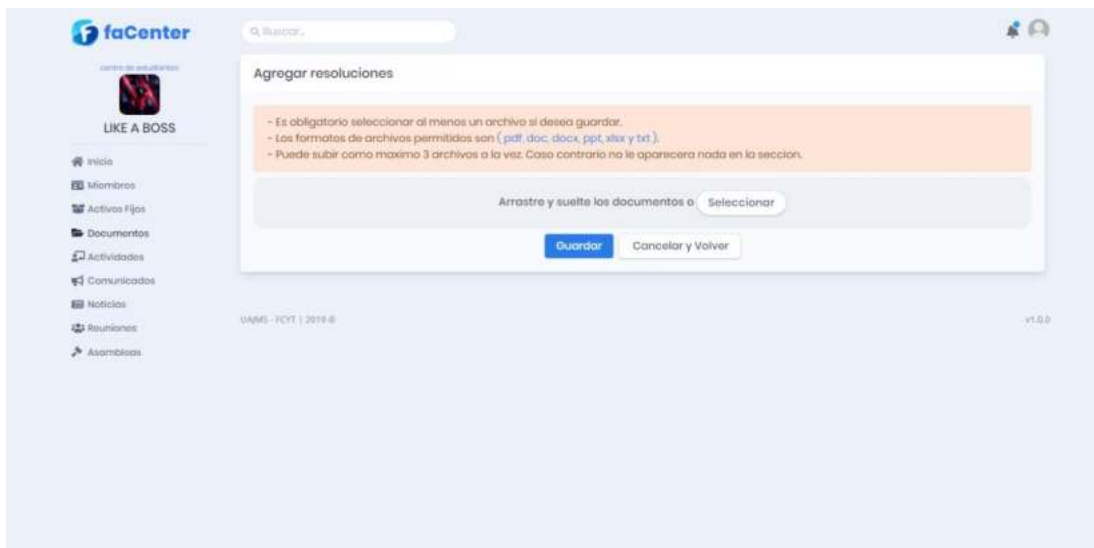 faCenter
Buscar...
centro de estudiantes
LIKE A BOSS
Inicio
Miembros
Activos Fijos
Documentos
Actividades
Comunicados
Noticias
Reuniones
Asambleas
Agregar resoluciones
- Es obligatorio seleccionar al menos un archivo si desea guardar.
- Los formatos de archivos permitidos son ( pdf, doc, docx, ppt, xlsx y txt ).
- Puede subir como maximo 3 archivos a la vez. Caso contrario no le aparecera nada en la seccion.
Arrastre y suelte los documentos o Seleccionar
Guardar Cancelar y Volver
UAJMS - FCYT | 2019 ©
v1.0.0